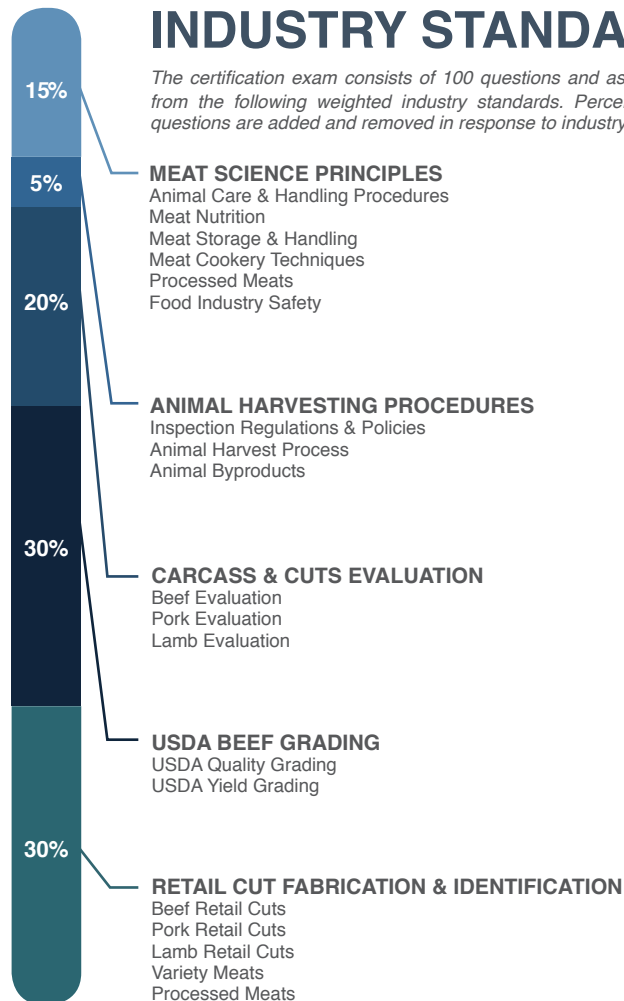 INDUSTRY STANDA
The certification exam consists of 100 questions and as
from the following weighted industry standards. Perce
questions are added and removed in response to industry
15%
MEAT SCIENCE PRINCIPLES
Animal Care & Handling Procedures
Meat Nutrition
Meat Storage & Handling
Meat Cookery Techniques
Processed Meats
Food Industry Safety
5%
ANIMAL HARVESTING PROCEDURES
Inspection Regulations & Policies
Animal Harvest Process
Animal Byproducts
20%
CARCASS & CUTS EVALUATION
Beef Evaluation
Pork Evaluation
Lamb Evaluation
30%
USDA BEEF GRADING
USDA Quality Grading
USDA Yield Grading
30%
RETAIL CUT FABRICATION & IDENTIFICATION
Beef Retail Cuts
Pork Retail Cuts
Lamb Retail Cuts
Variety Meats
Processed Meats